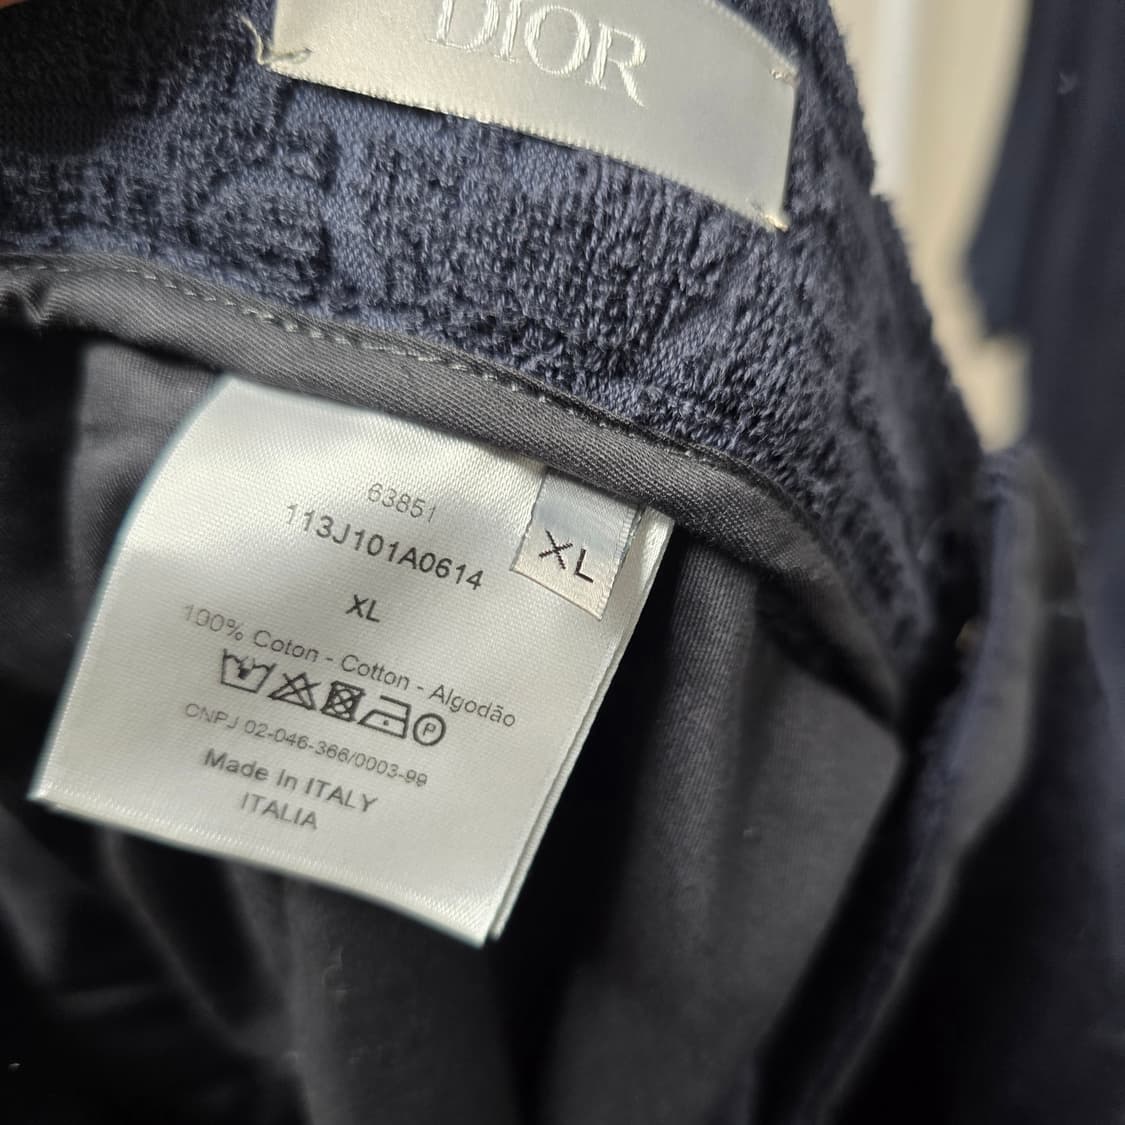 DIOR
63851
113J101A0614
XL
XL
100% Coton - Cotton - Algodão
P
CNPJ 02-046-366/0003-99
Made In ITALY
ITALIA